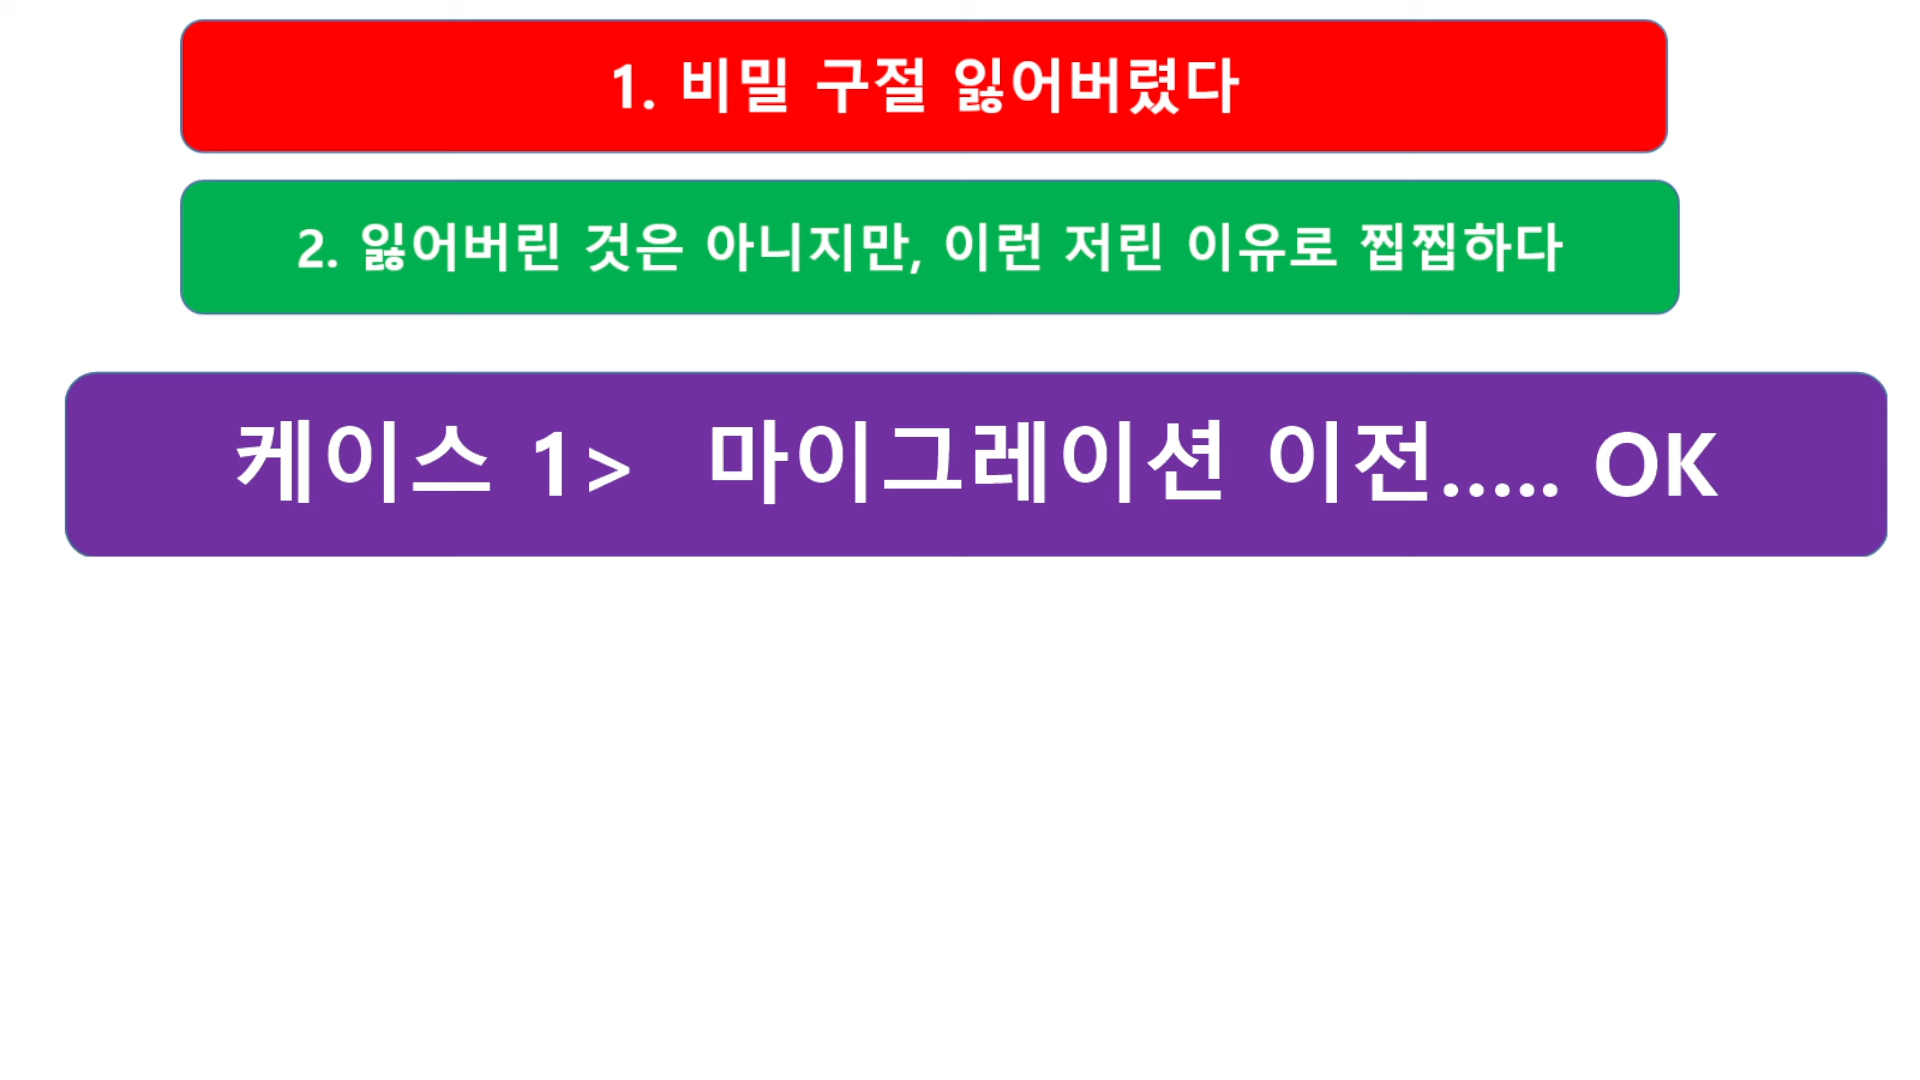 1. 비밀 구절 잃어버렸다
2. 잃어버린 것은 아니지만, 이런 저린 이유로 찝찝하다
케이스 1> 마이그레이션 이전..... OK